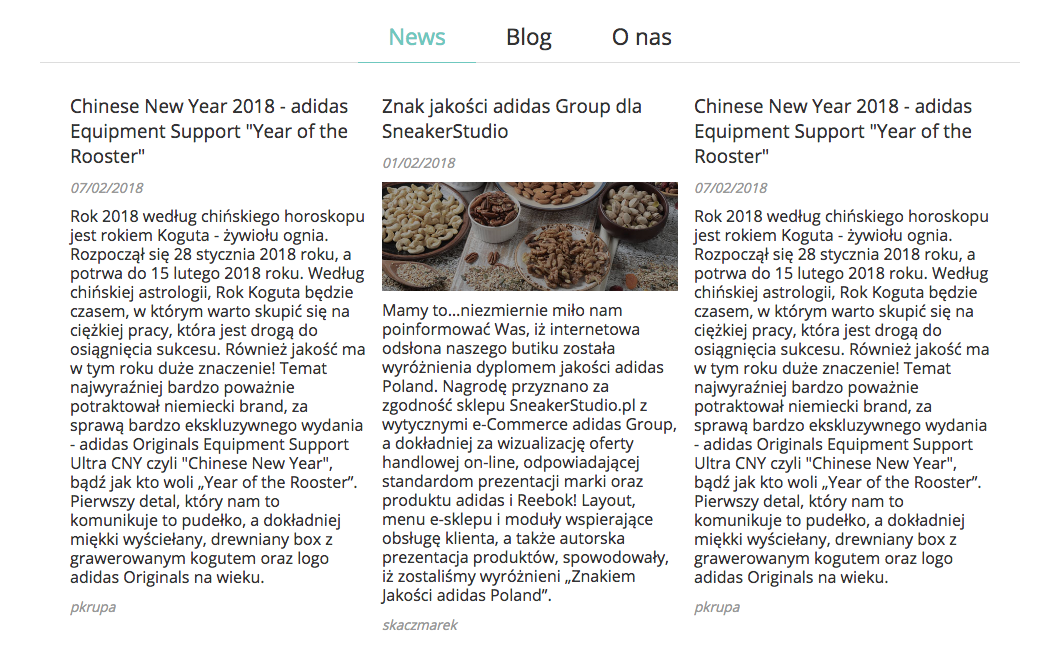 News
Blog
O nas
Chinese New Year 2018 - adidas
Equipment Support "Year of the
Rooster"
07/02/2018
Rok 2018 według chińskiego horoskopu
jest rokiem Koguta - żywiołu ognia.
Rozpoczął się 28 stycznia 2018 roku, a
potrwa do 15 lutego 2018 roku. Według
chińskiej astrologii, Rok Koguta będzie
czasem, w którym warto skupić się na
ciężkiej pracy, która jest drogą do
osiągnięcia sukcesu. Również jakość ma
w tym roku duże znaczenie! Temat
najwyraźniej bardzo poważnie
potraktował niemiecki brand, za
sprawą bardzo ekskluzywnego wydania
- adidas Originals Equipment Support
Ultra CNY czyli "Chinese New Year",
bądź jak kto woli „Year of the Rooster”.
Pierwszy detal, który nam to
komunikuje to pudełko, a dokładniej
miękki wyściełany, drewniany box z
grawerowanym kogutem oraz logo
adidas Originals na wieku.
pkrupa
Znak jakości adidas Group dla
SneakerStudio
01/02/2018
Mamy to...niezmiernie miło nam
poinformować Was, iż internetowa
odsłona naszego butiku została
wyróżnienia dyplomem jakości adidas
Poland. Nagrodę przyznano za
zgodność sklepu SneakerStudio.pl z
wytycznymi e-Commerce adidas Group,
a dokładniej za wizualizację oferty
handlowej on-line, odpowiadającej
standardom prezentacji marki oraz
produktu adidas i Reebok! Layout,
menu e-sklepu i moduły wspierające
obsługę klienta, a także autorska
prezentacja produktów, spowodowały,
iż zostaliśmy wyróżnieni „Znakiem
Jakości adidas Poland”.
skaczmarek
Chinese New Year 2018 - adidas
Equipment Support "Year of the
Rooster"
07/02/2018
Rok 2018 według chińskiego horoskopu
jest rokiem Koguta - żywiołu ognia.
Rozpoczął się 28 stycznia 2018 roku, a
potrwa do 15 lutego 2018 roku. Według
chińskiej astrologii, Rok Koguta będzie
czasem, w którym warto skupić się na
ciężkiej pracy, która jest drogą do
osiągnięcia sukcesu. Również jakość ma
w tym roku duże znaczenie! Temat
najwyraźniej bardzo poważnie
potraktował niemiecki brand, za
sprawą bardzo ekskluzywnego wydania
- adidas Originals Equipment Support
Ultra CNY czyli "Chinese New Year",
bądź jak kto woli „Year of the Rooster”.
Pierwszy detal, który nam to
komunikuje to pudełko, a dokładniej
miękki wyściełany, drewniany box z
grawerowanym kogutem oraz logo
adidas Originals na wieku.
pkrupa